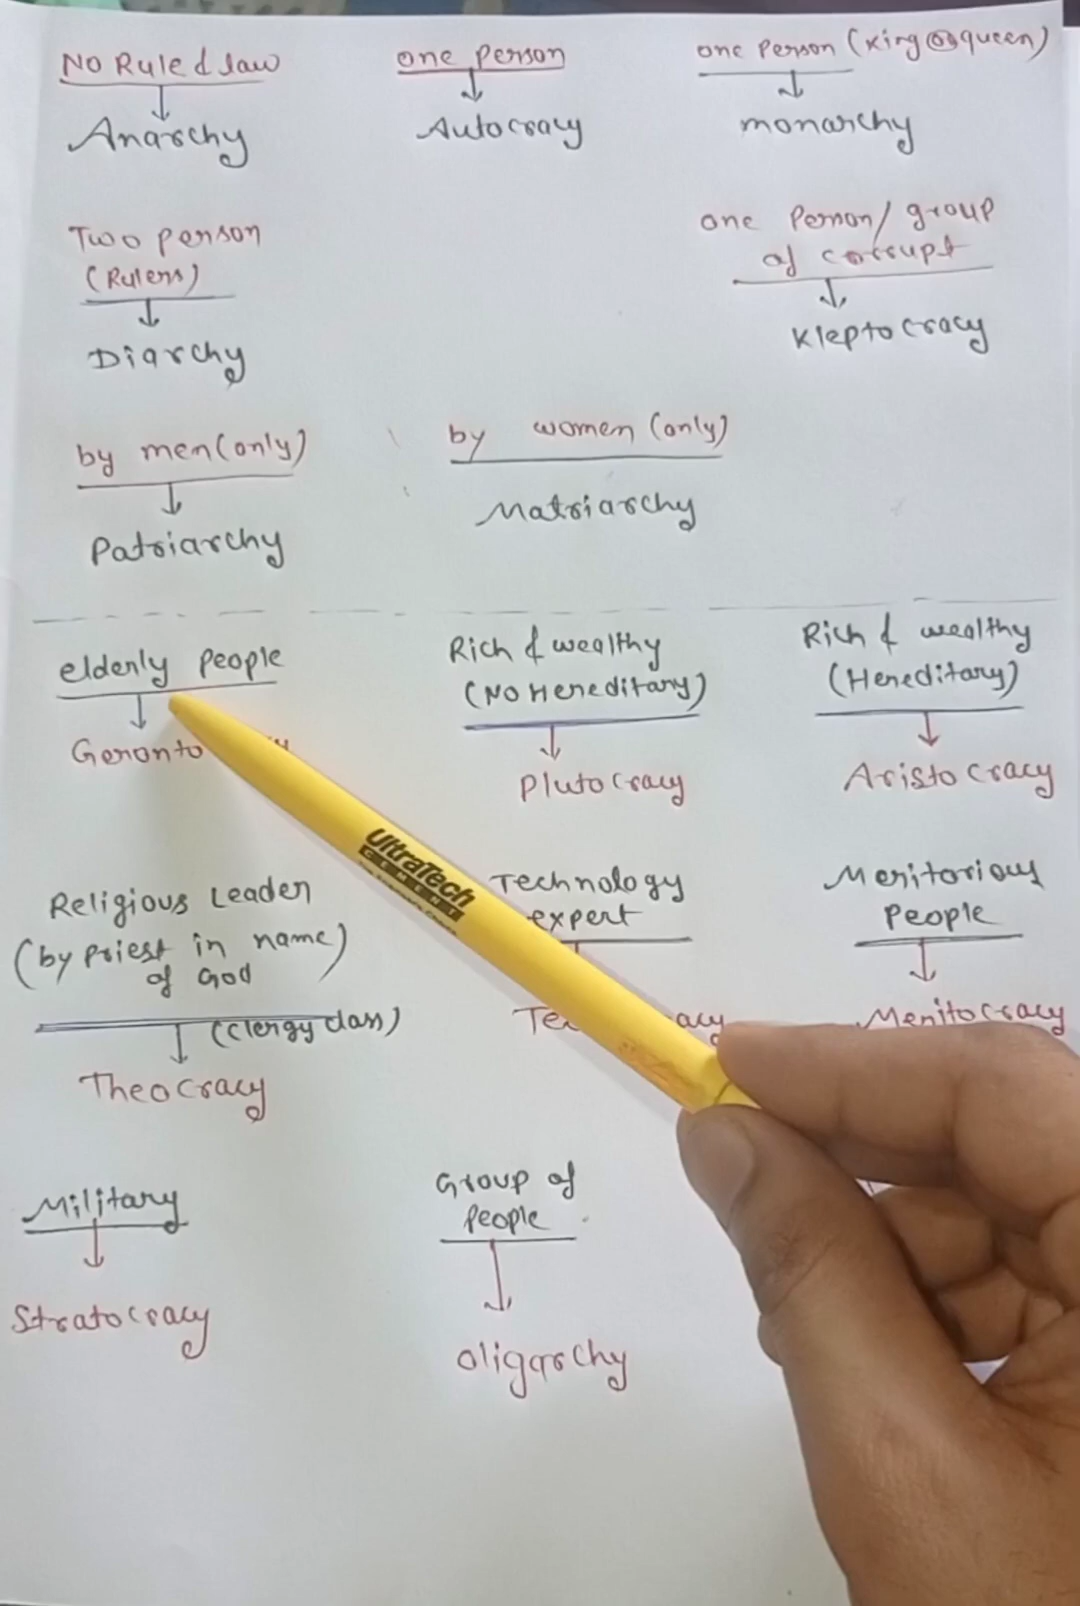 No Rule & law
one person
one person (king or queen)
Anarchy
Autocracy
monarchy
Two person
(Rulers)
Diarchy
one Person/group
of corrupt
Kleptocracy
by men (only)
Patriarchy
by women (only)
Matriarchy
elderly people
Geronto
Rich & wealthy
(No Hereditary)
Plutocracy
Rich & wealthy
(Hereditary)
Aristocracy
Religious Leader
(by Priest in name)
of God
(clergy class)
Theocracy
Technology
expert
Meritorious
People
Meritocracy
Military
Stratocracy
Group of
People
oligarchy
UltraTech
CEMENT